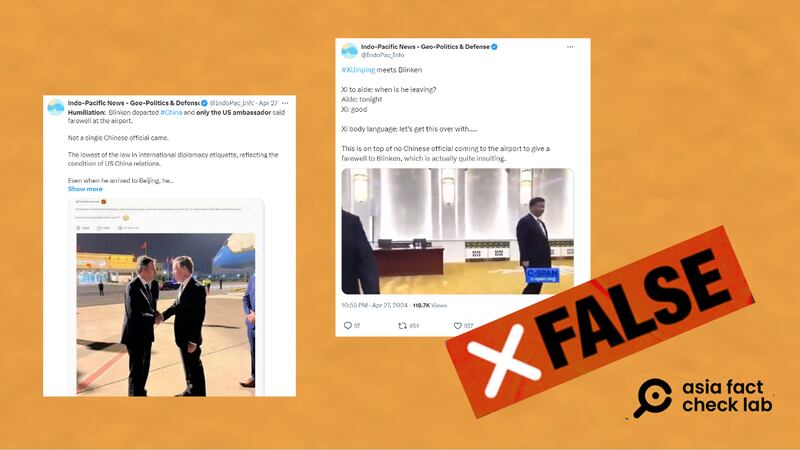 Indo-Pacific News - Geo-Politics & Defense @IndoPac_Info · Apr 27
Humiliation: Blinken departed #China and only the US ambassador said
farewell at the airport.
Not a single Chinese official came.
The lowest of the low in international diplomacy etiquette, reflecting the
condition of US China relations.
Even when he arrived to Beijing, he...
Show more
Indo-Pacific News - Geo-Politics & Defense
@IndoPac_Info
#XiJinping meets Blinken
Xi to aide: when is he leaving?
Aide: tonight
Xi: good
Xi body language: let's get this over with.....
This is on top of no Chinese official coming to the airport to give a
farewell to Blinken, which is actually quite insulting.
C-SPAN
c-span.org
10:55 PM · Apr 27, 2024 · 119.7K Views
97
454
927
X FALSE
asia fact
check lab